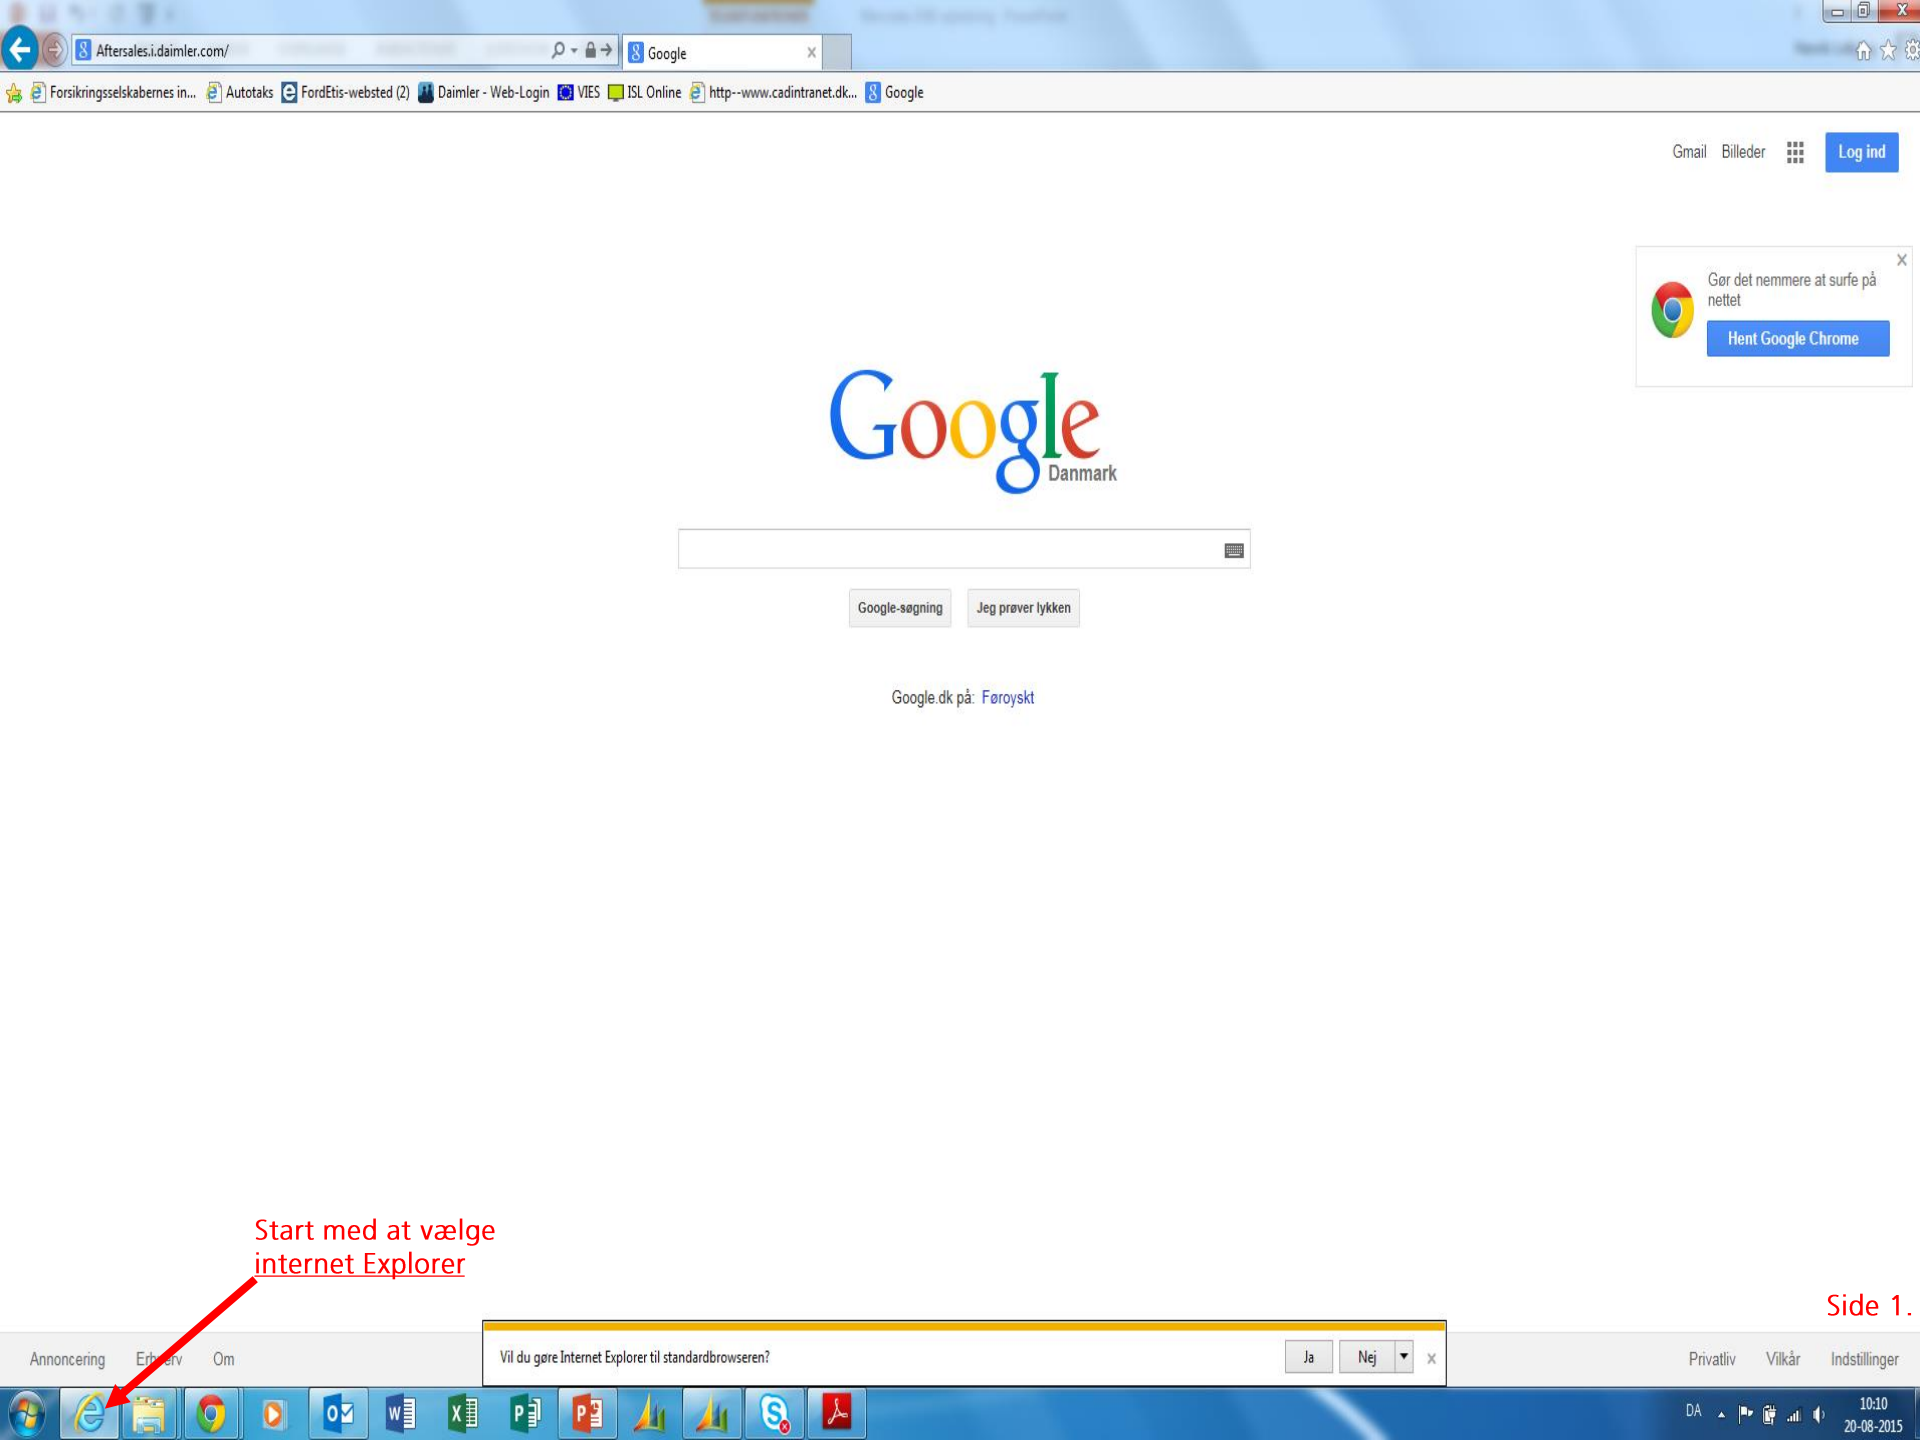 Aftersales.i.daimler.com/
Google
Forsikringsselskabernes in... Autotaks FordEtis-websted (2) Daimler - Web-Login VIES ISL Online http--www.cadintranet.dk... Google
Gmail Billeder Log ind
Gør det nemmere at surfe på
nettet
Hent Google Chrome
Google
Danmark
Google-søgning Jeg prøver lykken
Google.dk på: Føroyskt
Start med at vælge
internet Explorer
Side 1.
Vil du gøre Internet Explorer til standardbrowseren? Ja Nej
Annoncering Erhverv Om Privatliv Vilkår Indstillinger
DA 10:10
20-08-2015